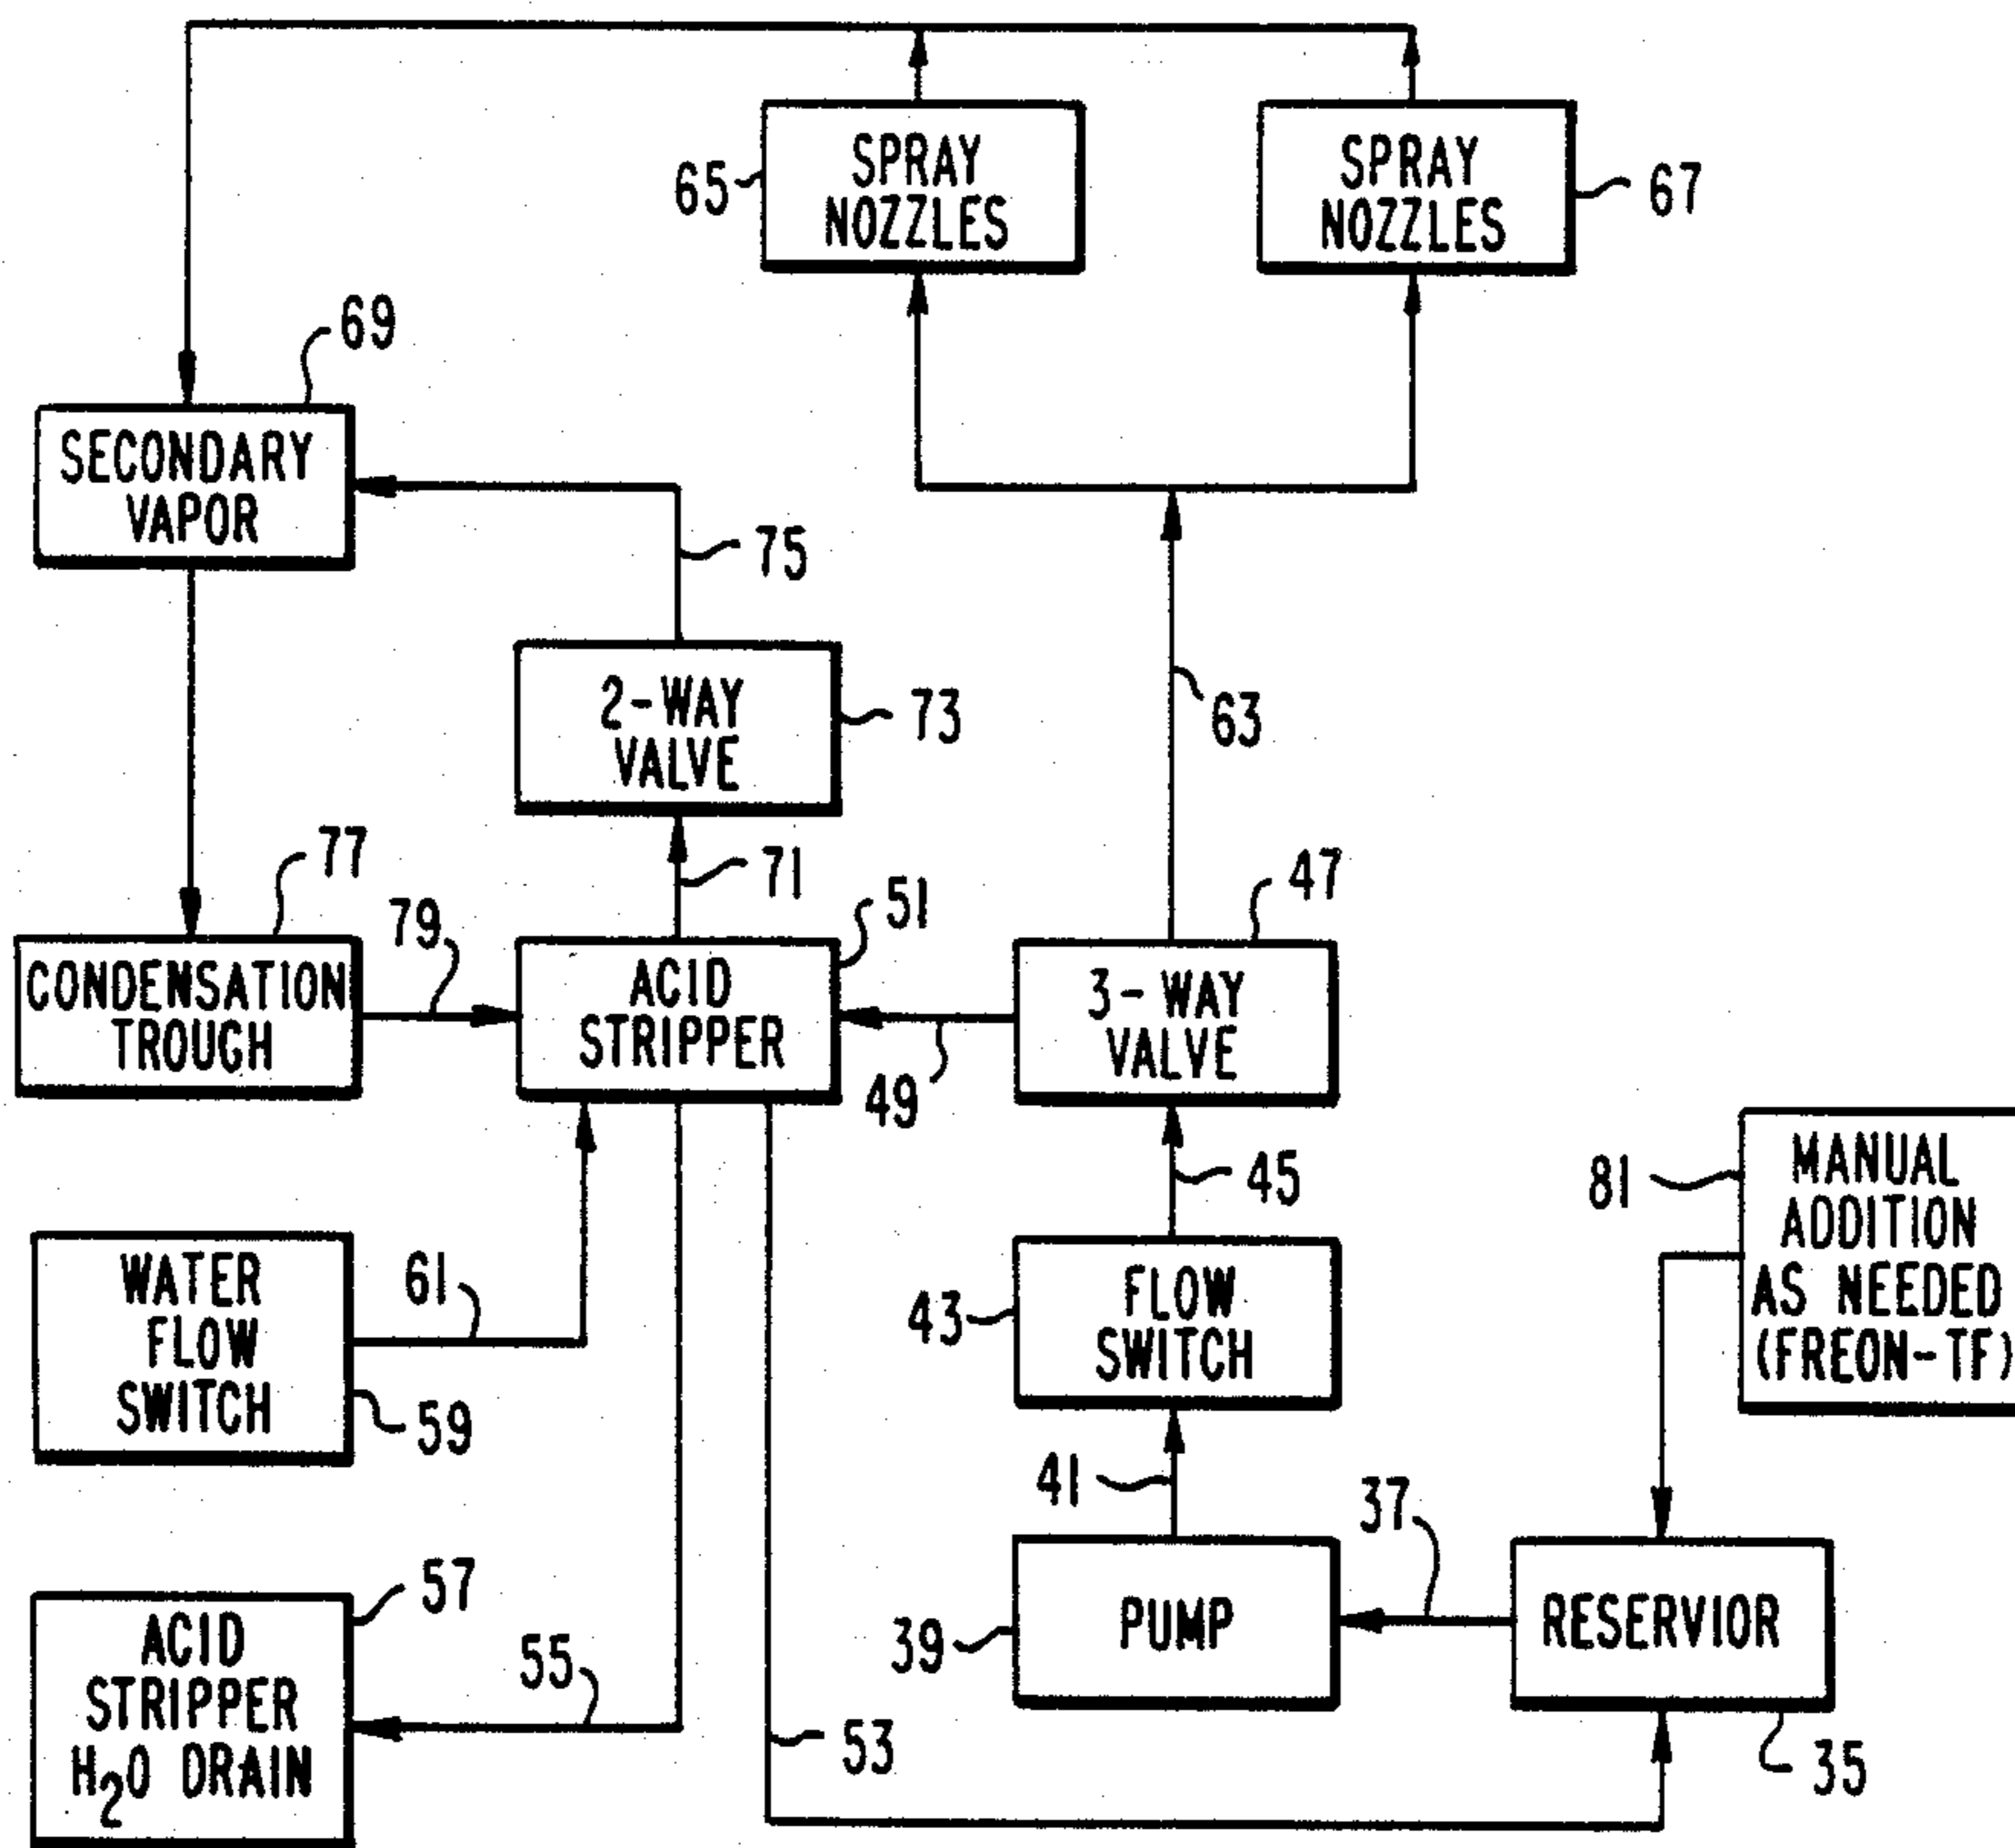 65
SPRAY
NOZZLES
SPRAY
NOZZLES
67
69
SECONDARY
VAPOR
75
2-WAY
VALVE
73
63
77
79
71
51
47
CONDENSATION
TROUGH
ACID
STRIPPER
49
3-WAY
VALVE
45
81
MANUAL
ADDITION
AS NEEDED
(FREON-TF)
WATER
FLOW
SWITCH
61
59
43
FLOW
SWITCH
41
37
57
ACID
STRIPPER
H2O DRAIN
55
53
39
PUMP
RESERVIOR
35